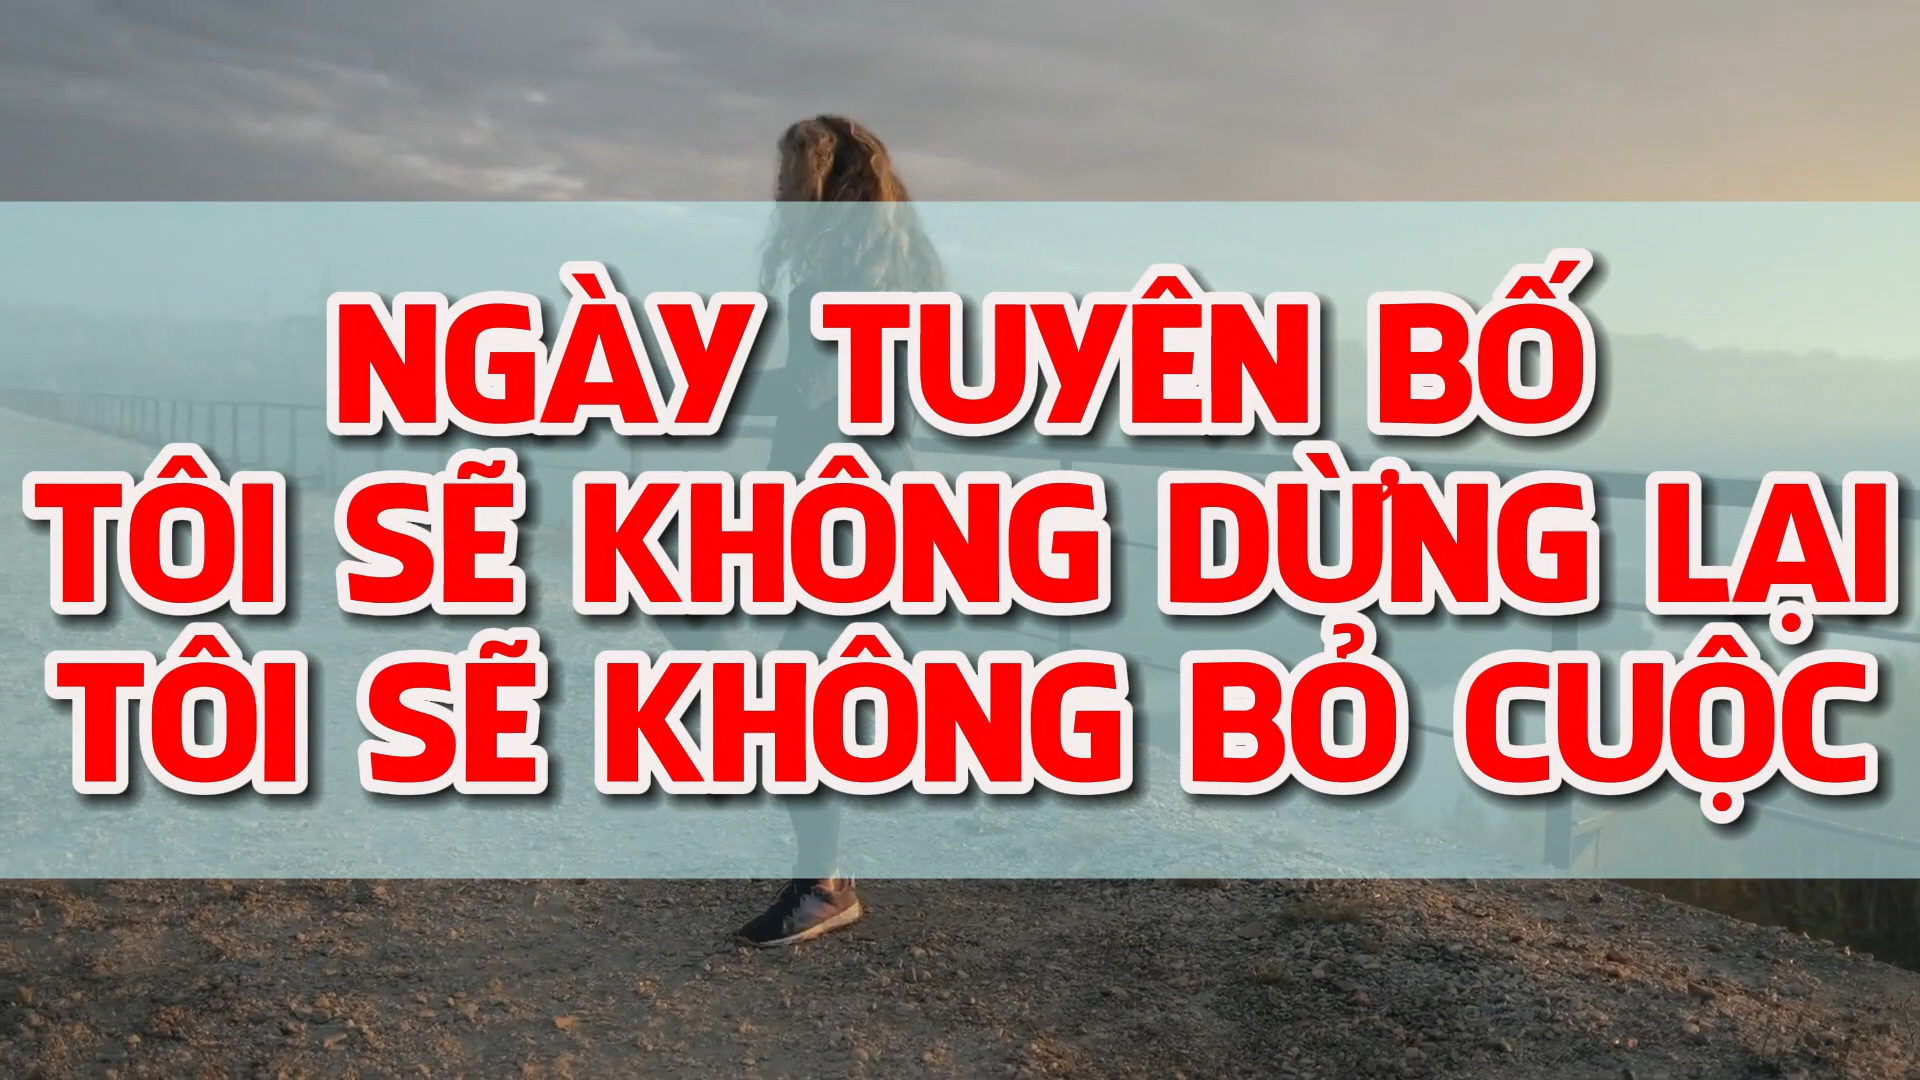 NGÀY TUYÊN BỐ
TÔI SẼ KHÔNG DỪNG LẠI
TÔI SẼ KHÔNG BỎ CUỘC